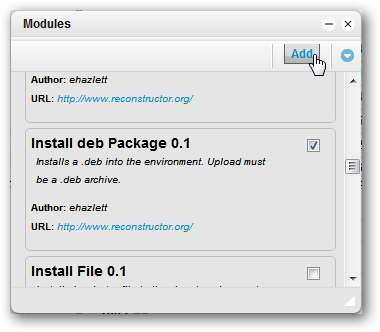 Modules
Add
Author: ehazlett
URL: http://www.reconstructor.org/
Install deb Package 0.1
Installs a .deb into the environment. Upload must
be a .deb archive.
Author: ehazlett
URL: http://www.reconstructor.org/
Install File 0.1